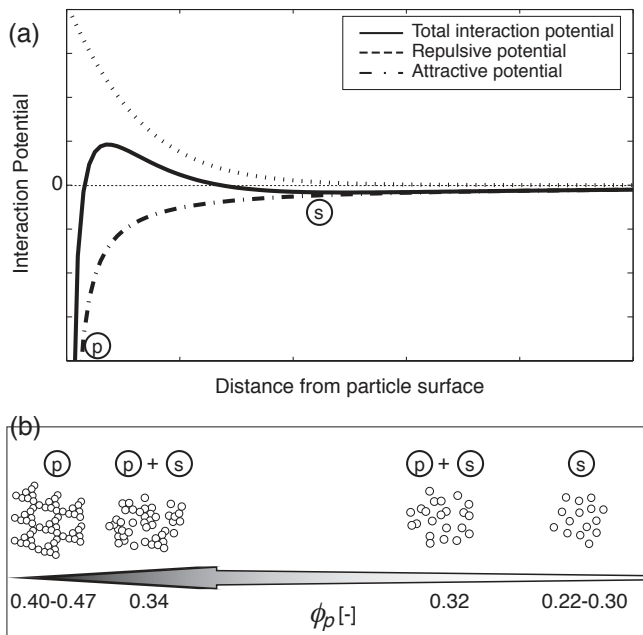 (a)
Total interaction potential
Repulsive potential
Attractive potential
Interaction Potential
0
s
p
Distance from particle surface
(b)
p p + s p + s s
0.40-0.47 0.34 0.32 0.22-0.30
ϕp [-]